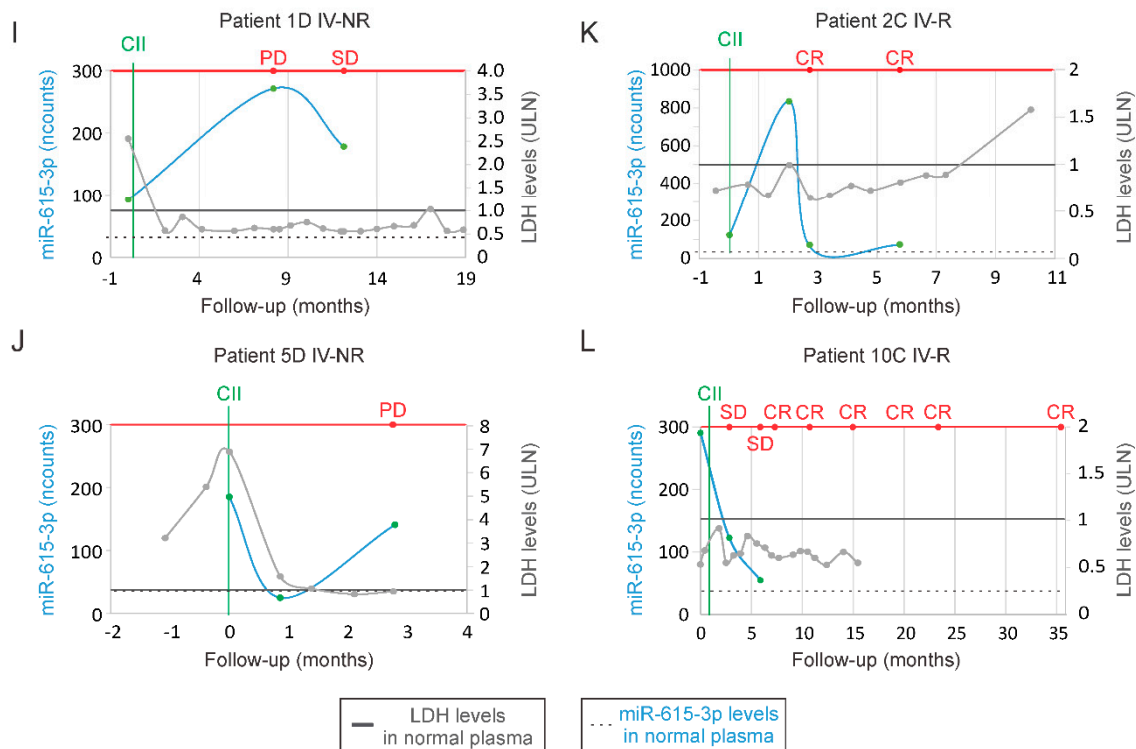 I
Patient 1D IV-NR
CII
PD
SD
300
200
100
0
miR-615-3p (ncounts)
4.0
3.5
3.0
2.5
2.0
1.5
1.0
0.5
0
LDH levels (ULN)
-1
4
9
14
19
Follow-up (months)
K
Patient 2C IV-R
CII
CR
CR
1000
800
600
400
200
0
miR-615-3p (ncounts)
2
1.5
1
0.5
0
LDH levels (ULN)
-1
1
3
5
7
9
11
Follow-up (months)
J
Patient 5D IV-NR
CII
PD
300
200
100
0
miR-615-3p (ncounts)
8
7
6
5
4
3
2
1
0
LDH levels (ULN)
-2
-1
0
1
2
3
4
Follow-up (months)
L
Patient 10C IV-R
CII
SD
CR
CR
CR
CR
CR
CR
SD
300
200
100
0
miR-615-3p (ncounts)
2
1.5
1
0.5
0
LDH levels (ULN)
0
5
10
15
20
25
30
35
Follow-up (months)
LDH levels
in normal plasma
miR-615-3p levels
in normal plasma